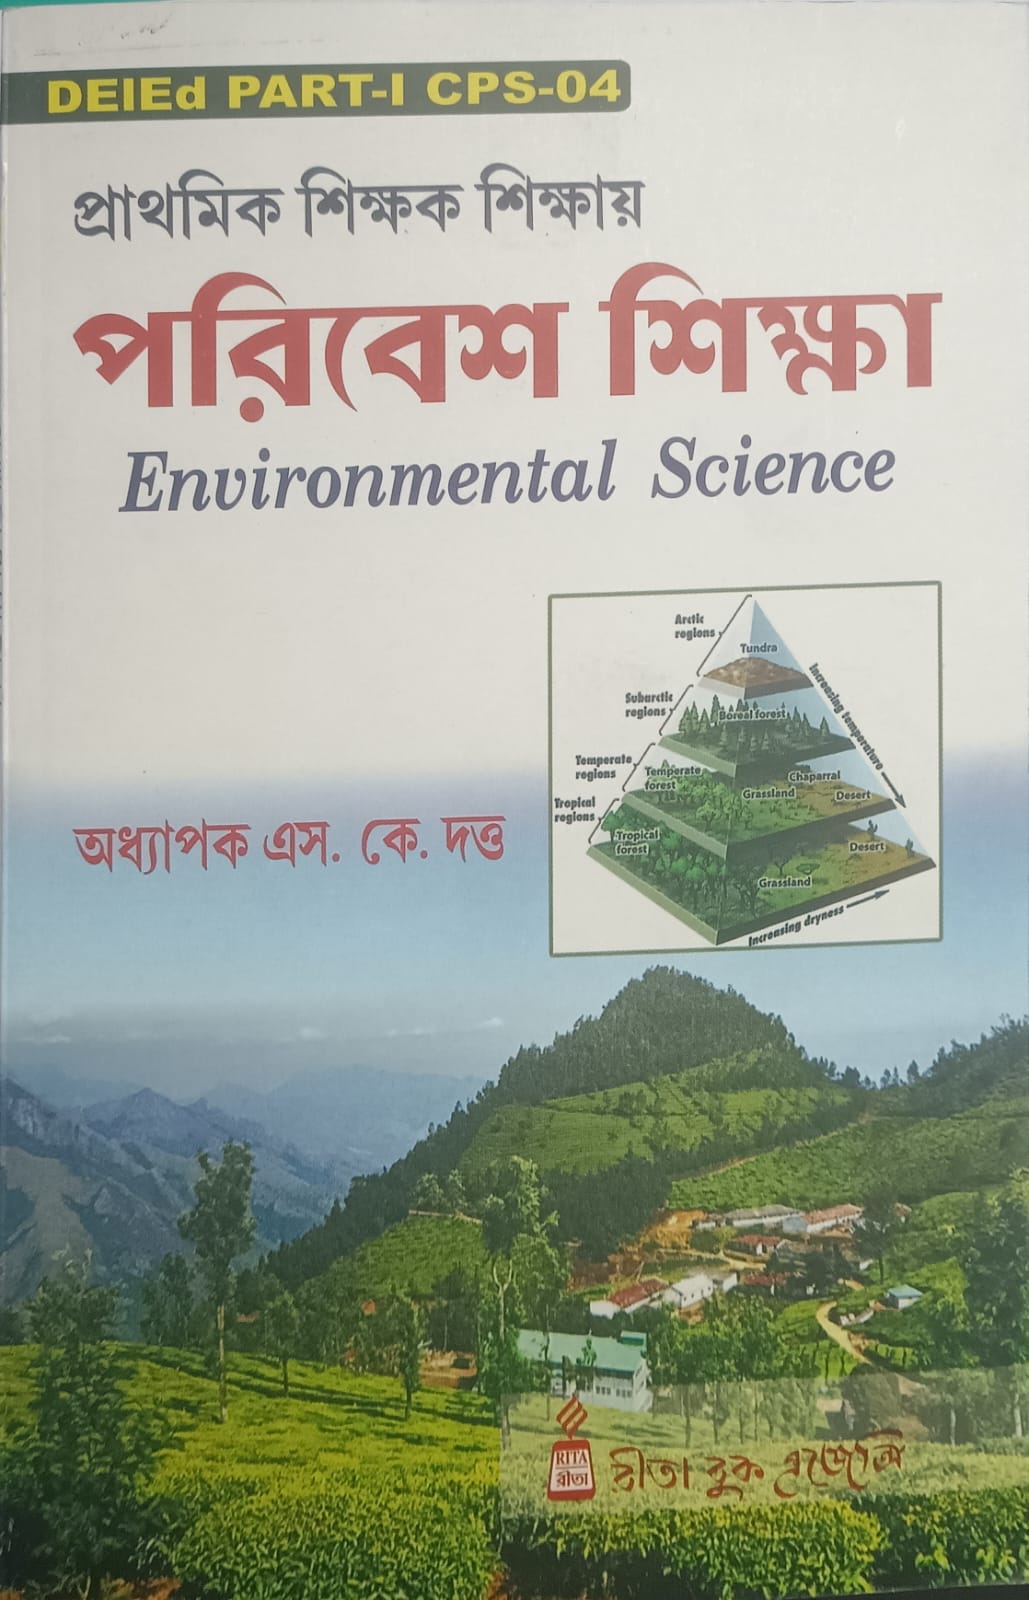 DElEd PART-I CPS-04
প্রাথমিক শিক্ষক শিক্ষায়
পরিবেশ শিক্ষা
Environmental Science
Arctic
regions
Tundra
Subarctic
regions
Boreal forest
Increasing temperature
Temperate
regions
Temperate
forest
Chaparral
Grassland
Desert
Tropical
regions
Tropical
forest
Desert
Grassland
Increasing dryness
অধ্যাপক এস. কে. দত্ত
RITA
রীতা
রীতা বুক এজেন্সি